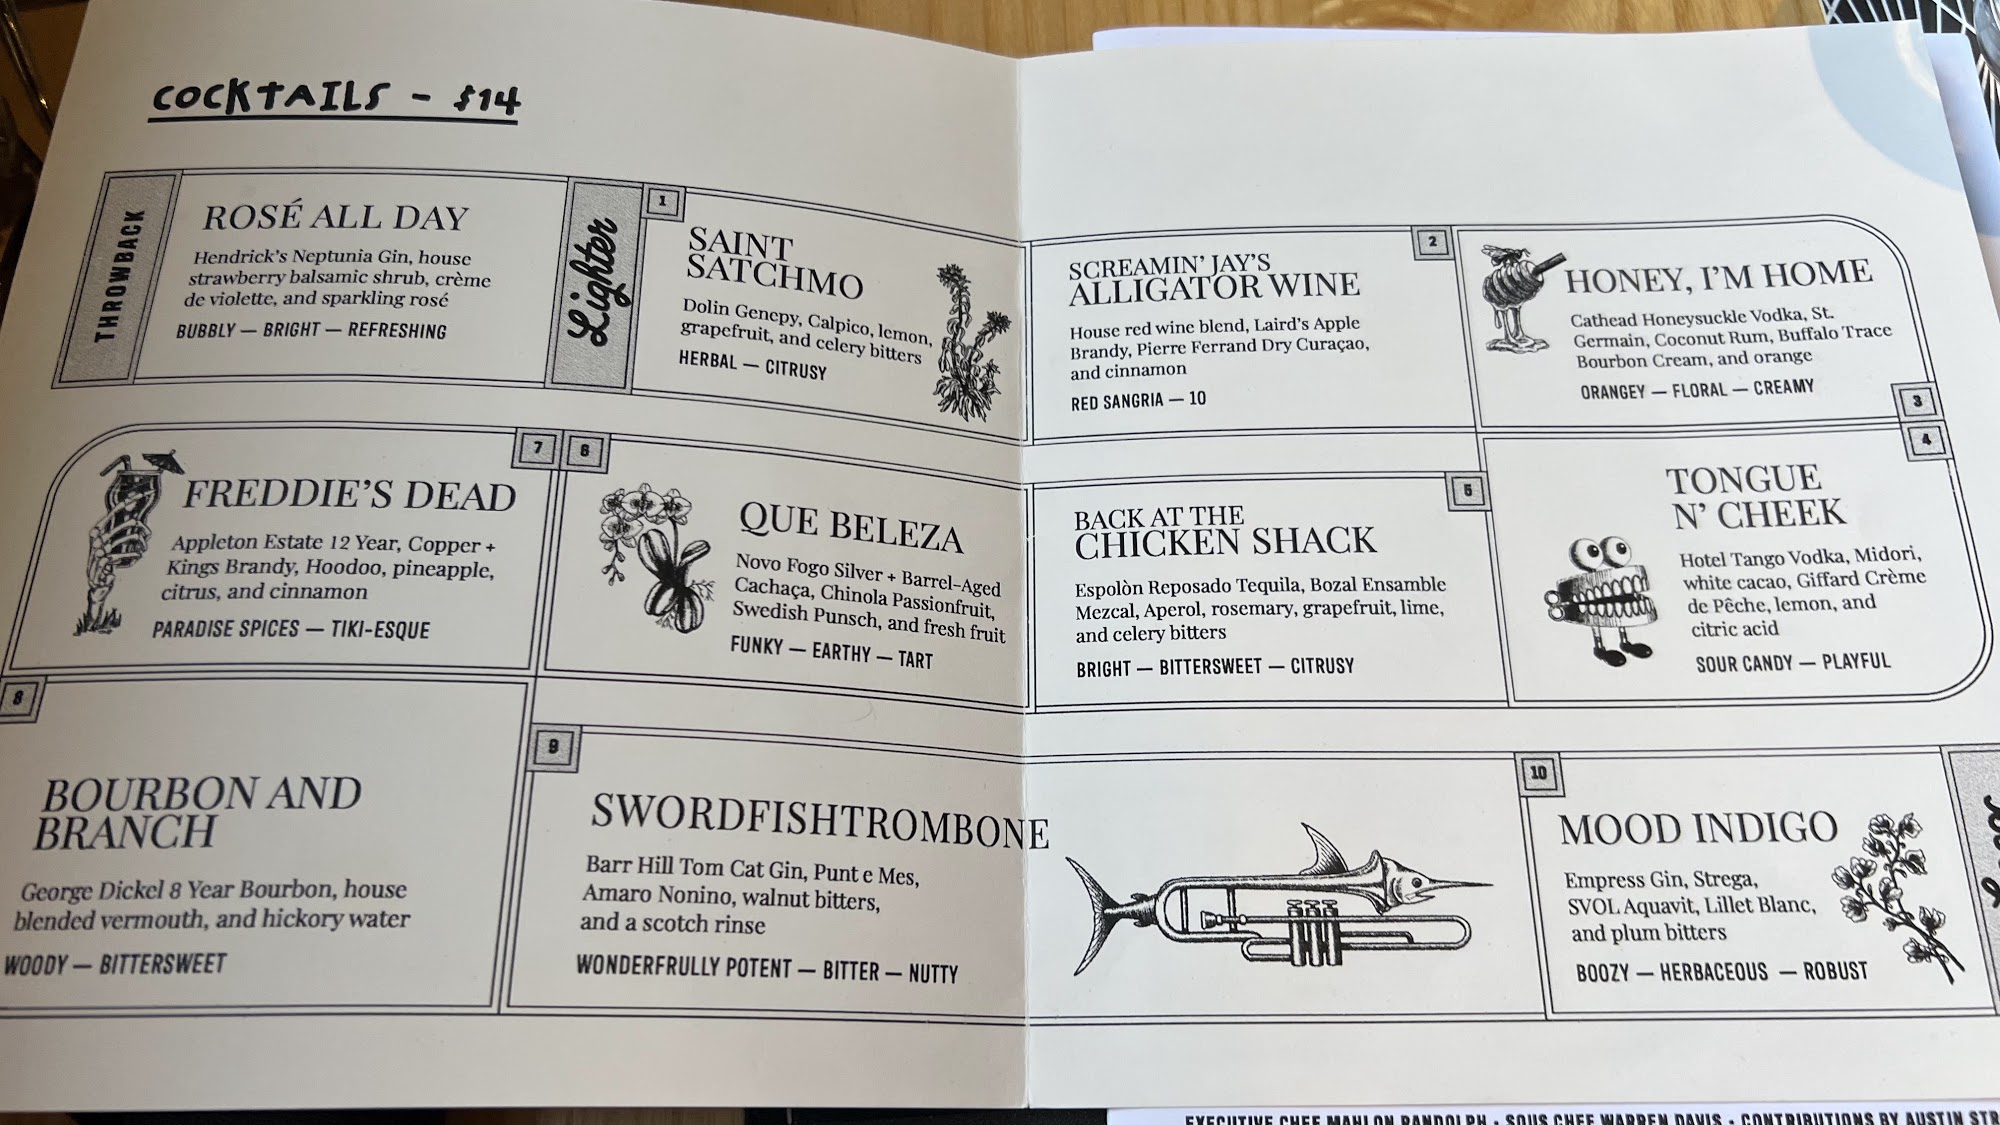 COCKTAILS - $14
THROWBACK
ROSÉ ALL DAY
Hendrick's Neptunia Gin, house
strawberry balsamic shrub, crème
de violette, and sparkling rosé
BUBBLY — BRIGHT — REFRESHING
Lighter
1
SAINT
SATCHMO
Dolin Genepy, Calpico, lemon,
grapefruit, and celery bitters
HERBAL — CITRUSY
2
SCREAMIN' JAY'S
ALLIGATOR WINE
House red wine blend, Laird's Apple
Brandy, Pierre Ferrand Dry Curaçao,
and cinnamon
RED SANGRIA — 10
HONEY, I'M HOME
Cathead Honeysuckle Vodka, St.
Germain, Coconut Rum, Buffalo Trace
Bourbon Cream, and orange
ORANGEY — FLORAL — CREAMY
3
4
TONGUE
N' CHEEK
Hotel Tango Vodka, Midori,
white cacao, Giffard Crème
de Pêche, lemon, and
citric acid
SOUR CANDY — PLAYFUL
5
BACK AT THE
CHICKEN SHACK
Espolòn Reposado Tequila, Bozal Ensamble
Mezcal, Aperol, rosemary, grapefruit, lime,
and celery bitters
BRIGHT — BITTERSWEET — CITRUSY
6
QUE BELEZA
Novo Fogo Silver + Barrel-Aged
Cachaça, Chinola Passionfruit,
Swedish Punsch, and fresh fruit
FUNKY — EARTHY — TART
7
FREDDIE'S DEAD
Appleton Estate 12 Year, Copper +
Kings Brandy, Hoodoo, pineapple,
citrus, and cinnamon
PARADISE SPICES — TIKI-ESQUE
8
BOURBON AND
BRANCH
George Dickel 8 Year Bourbon, house
blended vermouth, and hickory water
WOODY — BITTERSWEET
9
SWORDFISHTROMBONE
Barr Hill Tom Cat Gin, Punt e Mes,
Amaro Nonino, walnut bitters,
and a scotch rinse
WONDERFRULLY POTENT — BITTER — NUTTY
10
MOOD INDIGO
Empress Gin, Strega,
SVOL Aquavit, Lillet Blanc,
and plum bitters
BOOZY — HERBACEOUS — ROBUST
EXECUTIVE CHEF MAHLON RANDOLPH • SOUS CHEF WARREN DAVIS • CONTRIBUTIONS BY AUSTIN